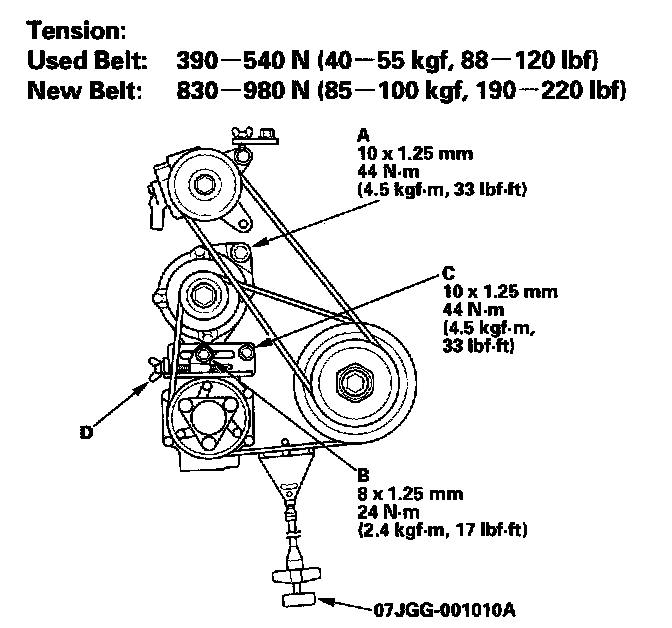 Tension:
Used Belt: 390—540 N (40—55 kgf, 88—120 lbf)
New Belt: 830—980 N (85—100 kgf, 190—220 lbf)
A
10 x 1.25 mm
44 N·m
(4.5 kgf·m, 33 lbf·ft)
C
10 x 1.25 mm
44 N·m
(4.5 kgf·m,
33 lbf·ft)
D
B
8 x 1.25 mm
24 N·m
(2.4 kgf·m, 17 lbf·ft)
07JGG-001010A